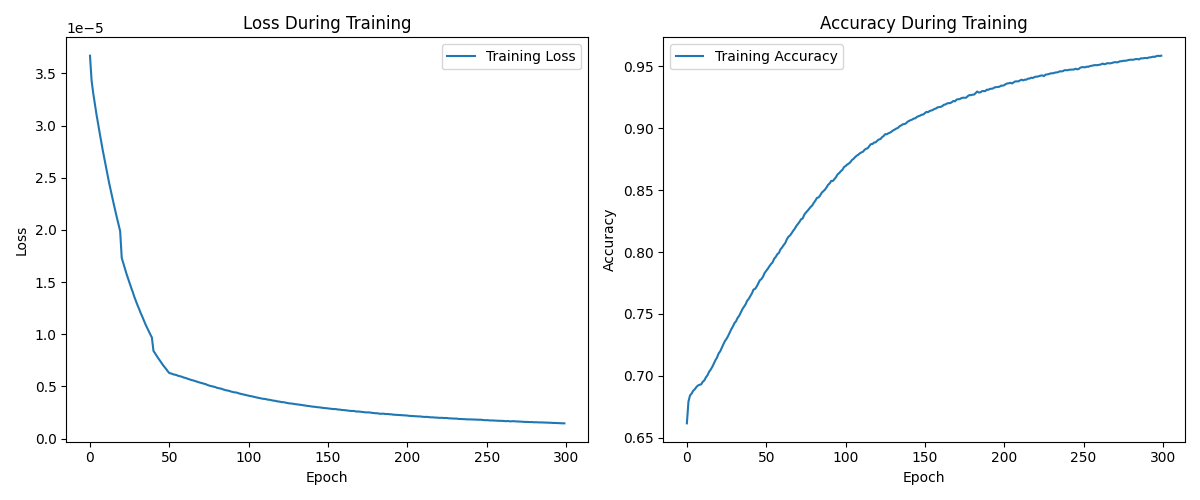 Loss During Training
1e−5
Training Loss
3.5
3.0
2.5
2.0
1.5
1.0
0.5
0.0
Loss
0 50 100 150 200 250 300
Epoch
Accuracy During Training
Training Accuracy
0.95
0.90
0.85
0.80
0.75
0.70
0.65
Accuracy
0 50 100 150 200 250 300
Epoch